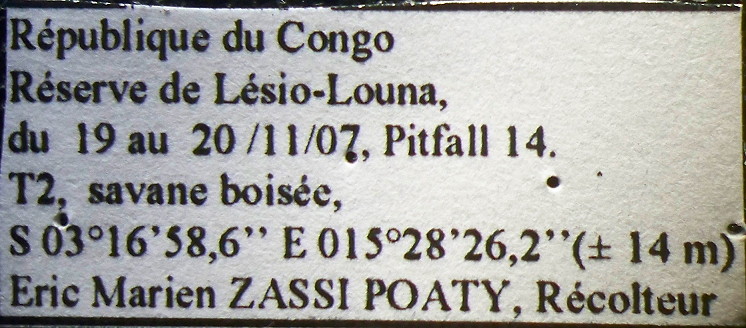 République du Congo
Réserve de Lésio-Louna,
du 19 au 20 /11/07, Pitfall 14.
T2, savane boisée,
S 03°16’58,6’’ E 015°28’26,2’’(± 14 m)
Eric Marien ZASSI POATY, Récolteur